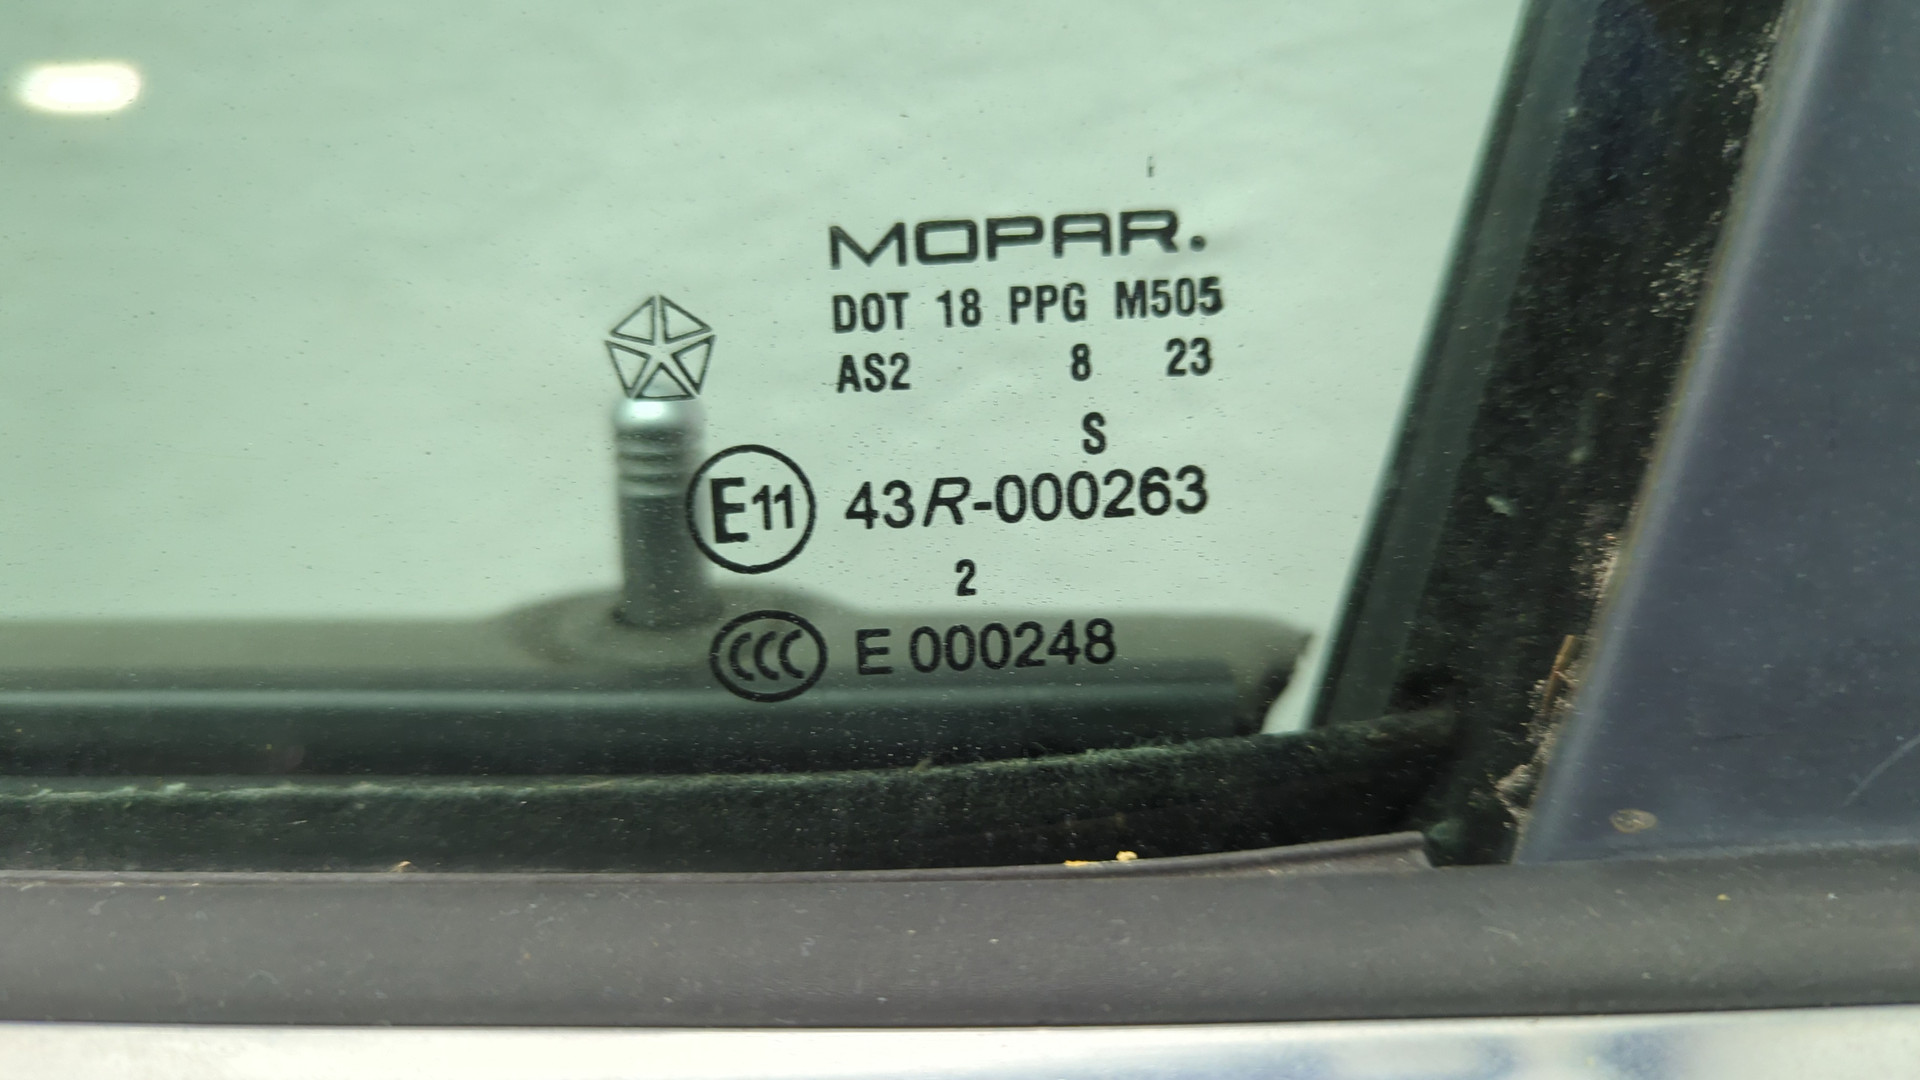 MOPAR.
DOT 18 PPG M505
AS2 8 23
S
E11 43R-000263
2
CCC E 000248